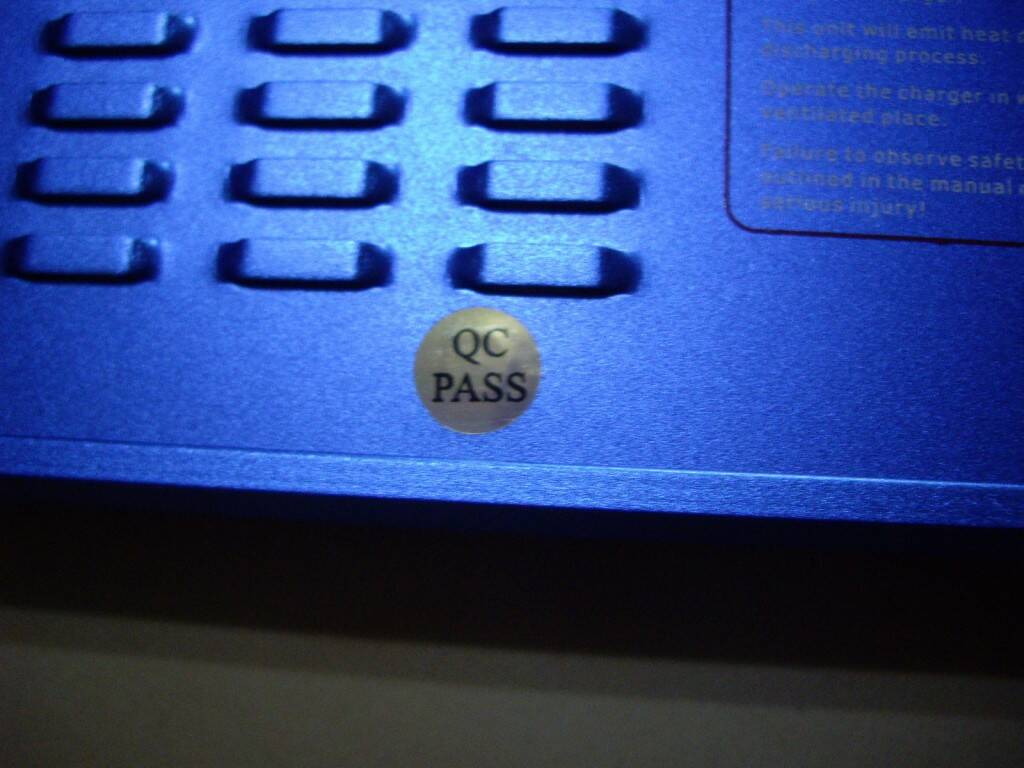 This unit will emit heat
discharging process.
Operate the charger in
ventilated place.
Failure to observe
outlined in the manual
serious injury!
QC
PASS